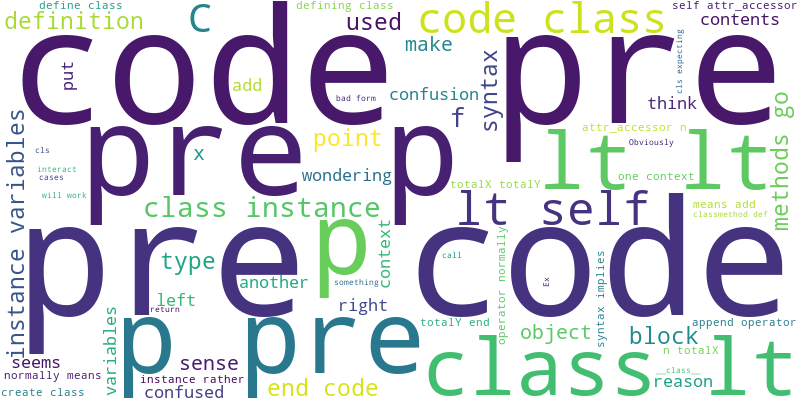 define class
defining class
self attr_accessor
definition
C
used
code class
contents
code pre
make
syntax
cls expecting
put
add
bad form
confusion
f
think
instance variables
pre p
point
attr_accessor n
Obviously
lt lt
methods go
cls
x
wondering
interact
cases
one context
will work
totalX totalY
class instance
lt self
means add
classmethod def
pre code
p
context
type
another
something
call
operator normally
Ex
syntax implies
left
right
return
variables
p pre
totalY end
object
block
append operator
seems
sense
n totalX
normally means
instance rather
class lt
__class__
reason
create class
confused
end code